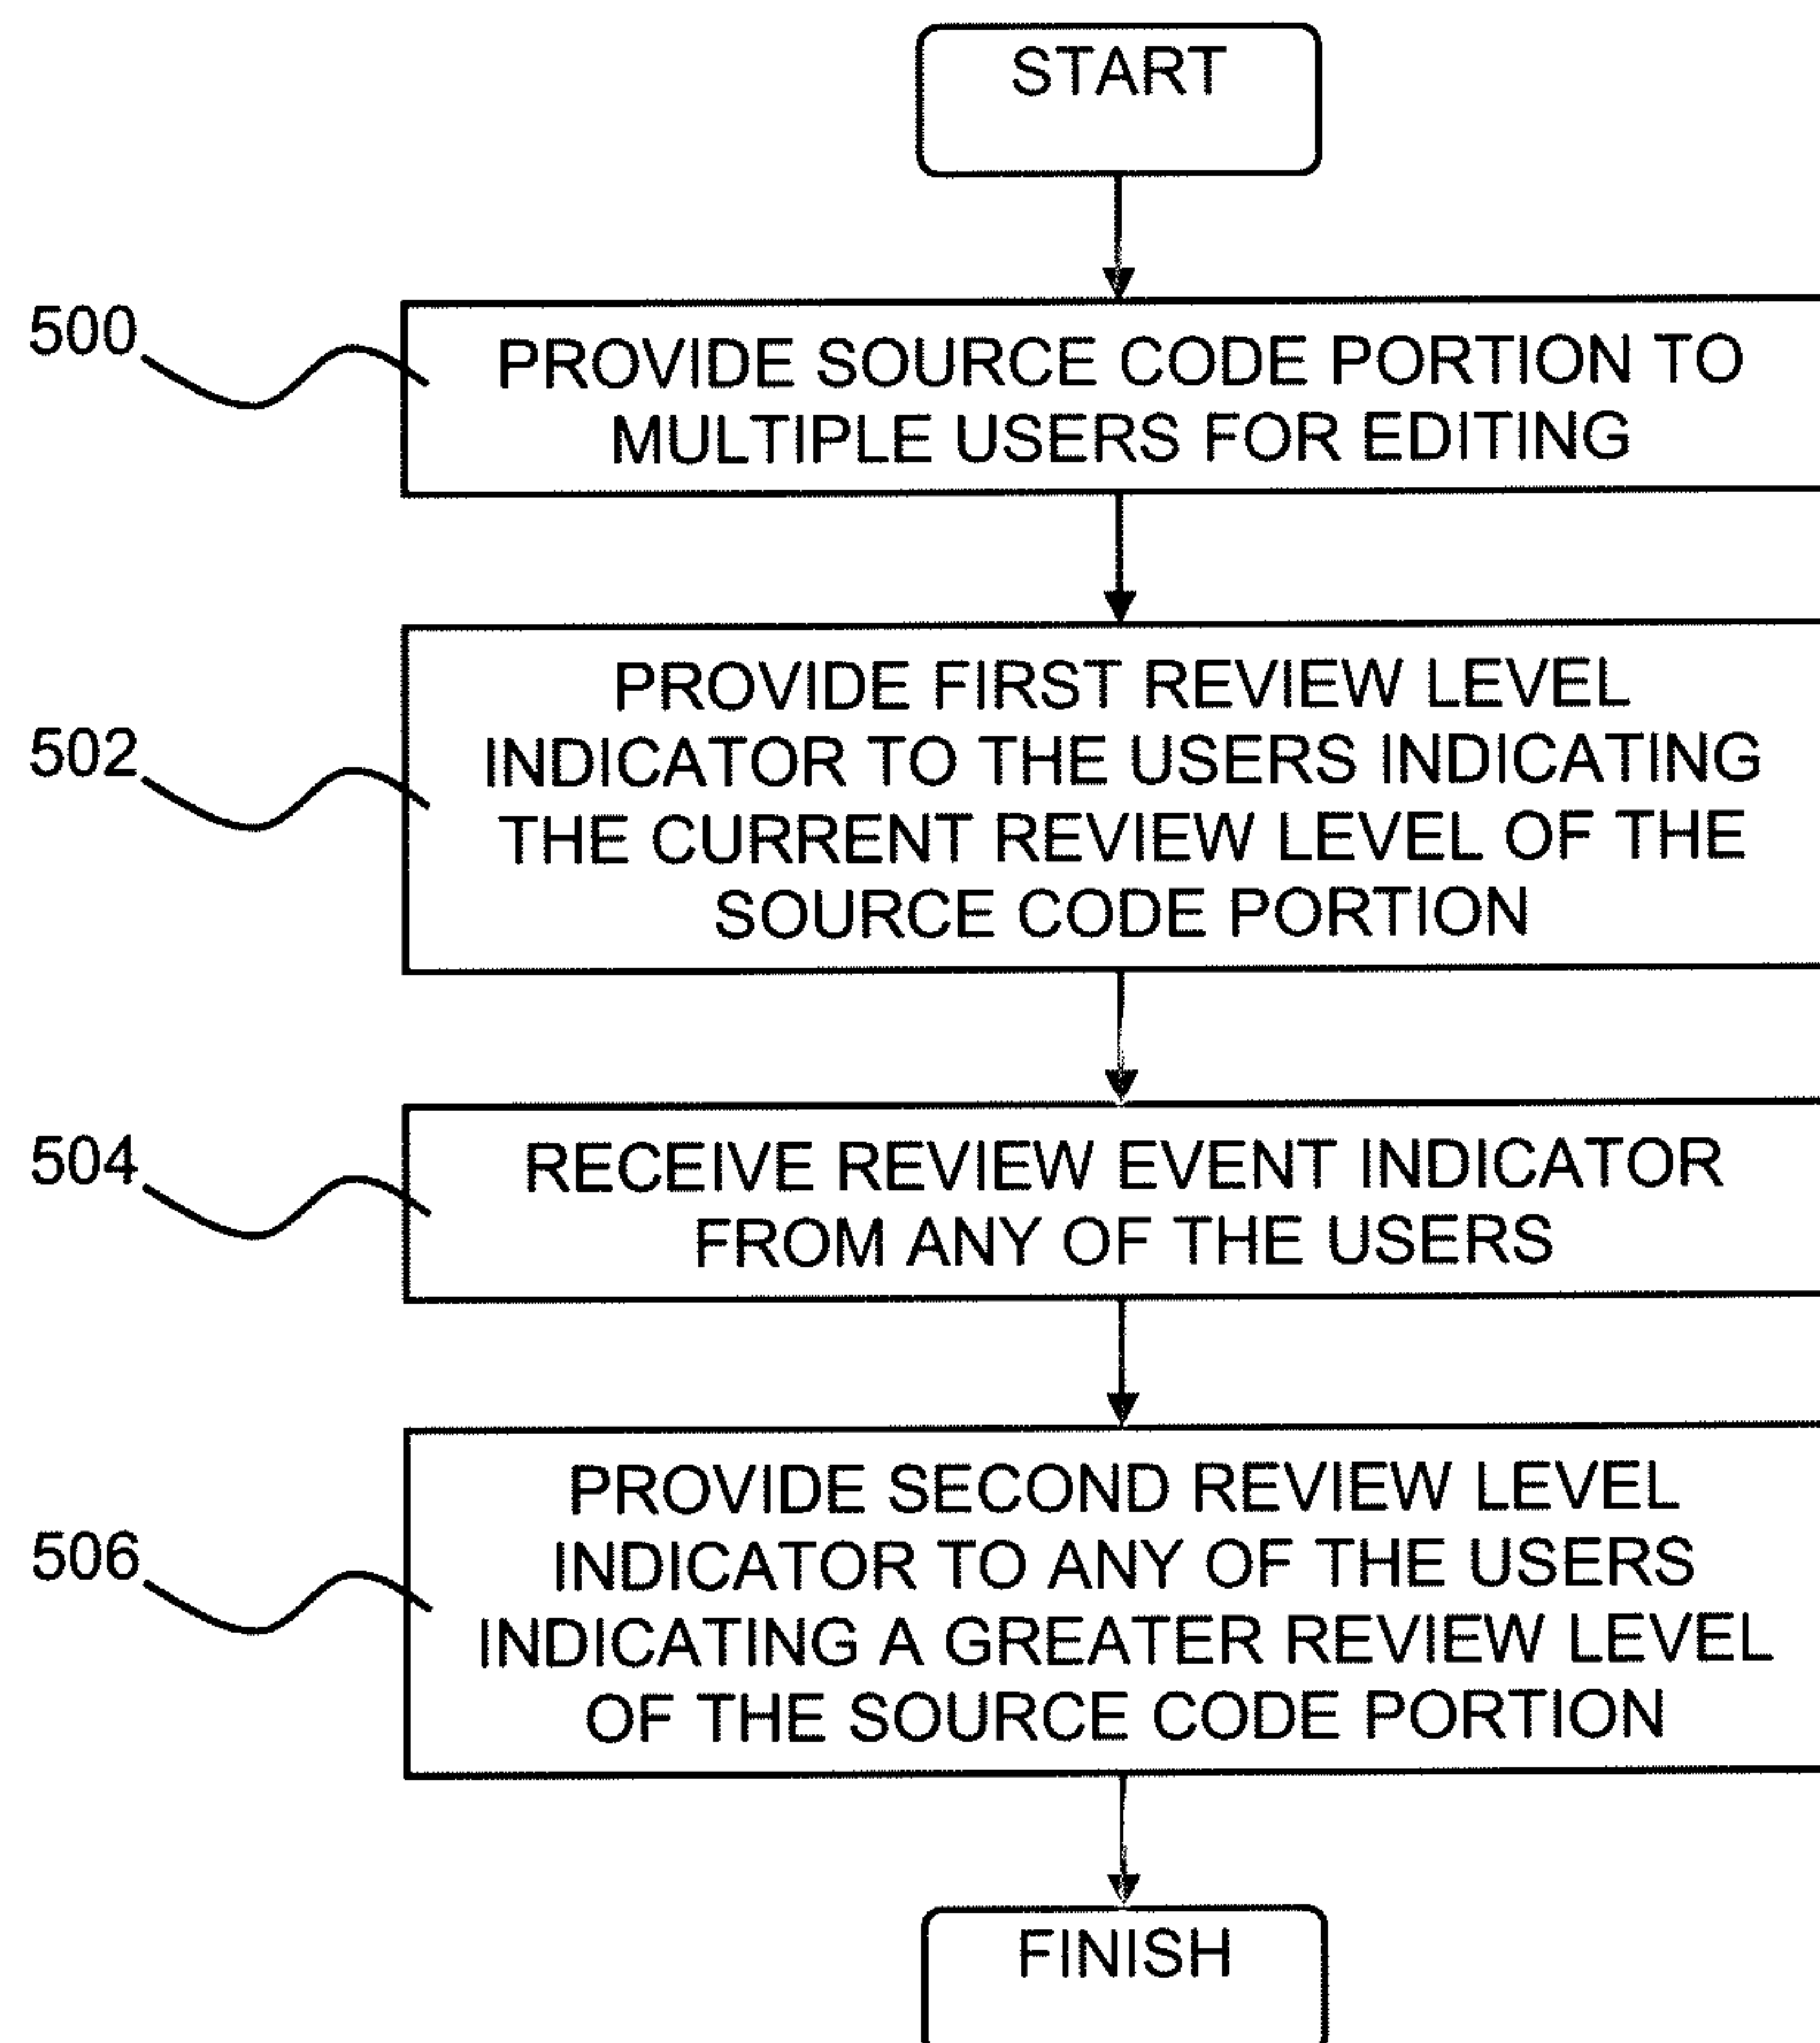 START
500
PROVIDE SOURCE CODE PORTION TO
MULTIPLE USERS FOR EDITING
502
PROVIDE FIRST REVIEW LEVEL
INDICATOR TO THE USERS INDICATING
THE CURRENT REVIEW LEVEL OF THE
SOURCE CODE PORTION
504
RECEIVE REVIEW EVENT INDICATOR
FROM ANY OF THE USERS
506
PROVIDE SECOND REVIEW LEVEL
INDICATOR TO ANY OF THE USERS
INDICATING A GREATER REVIEW LEVEL
OF THE SOURCE CODE PORTION
FINISH